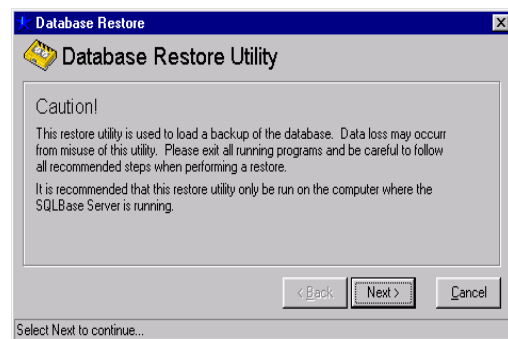 Database Restore
Database Restore Utility
Caution!
This restore utility is used to load a backup of the database. Data loss may occurr
from misuse of this utility. Please exit all running programs and be careful to follow
all recommended steps when performing a restore.
It is recommended that this restore utility only be run on the computer where the
SQLBase Server is running.
< Back
Next >
Cancel
Select Next to continue...